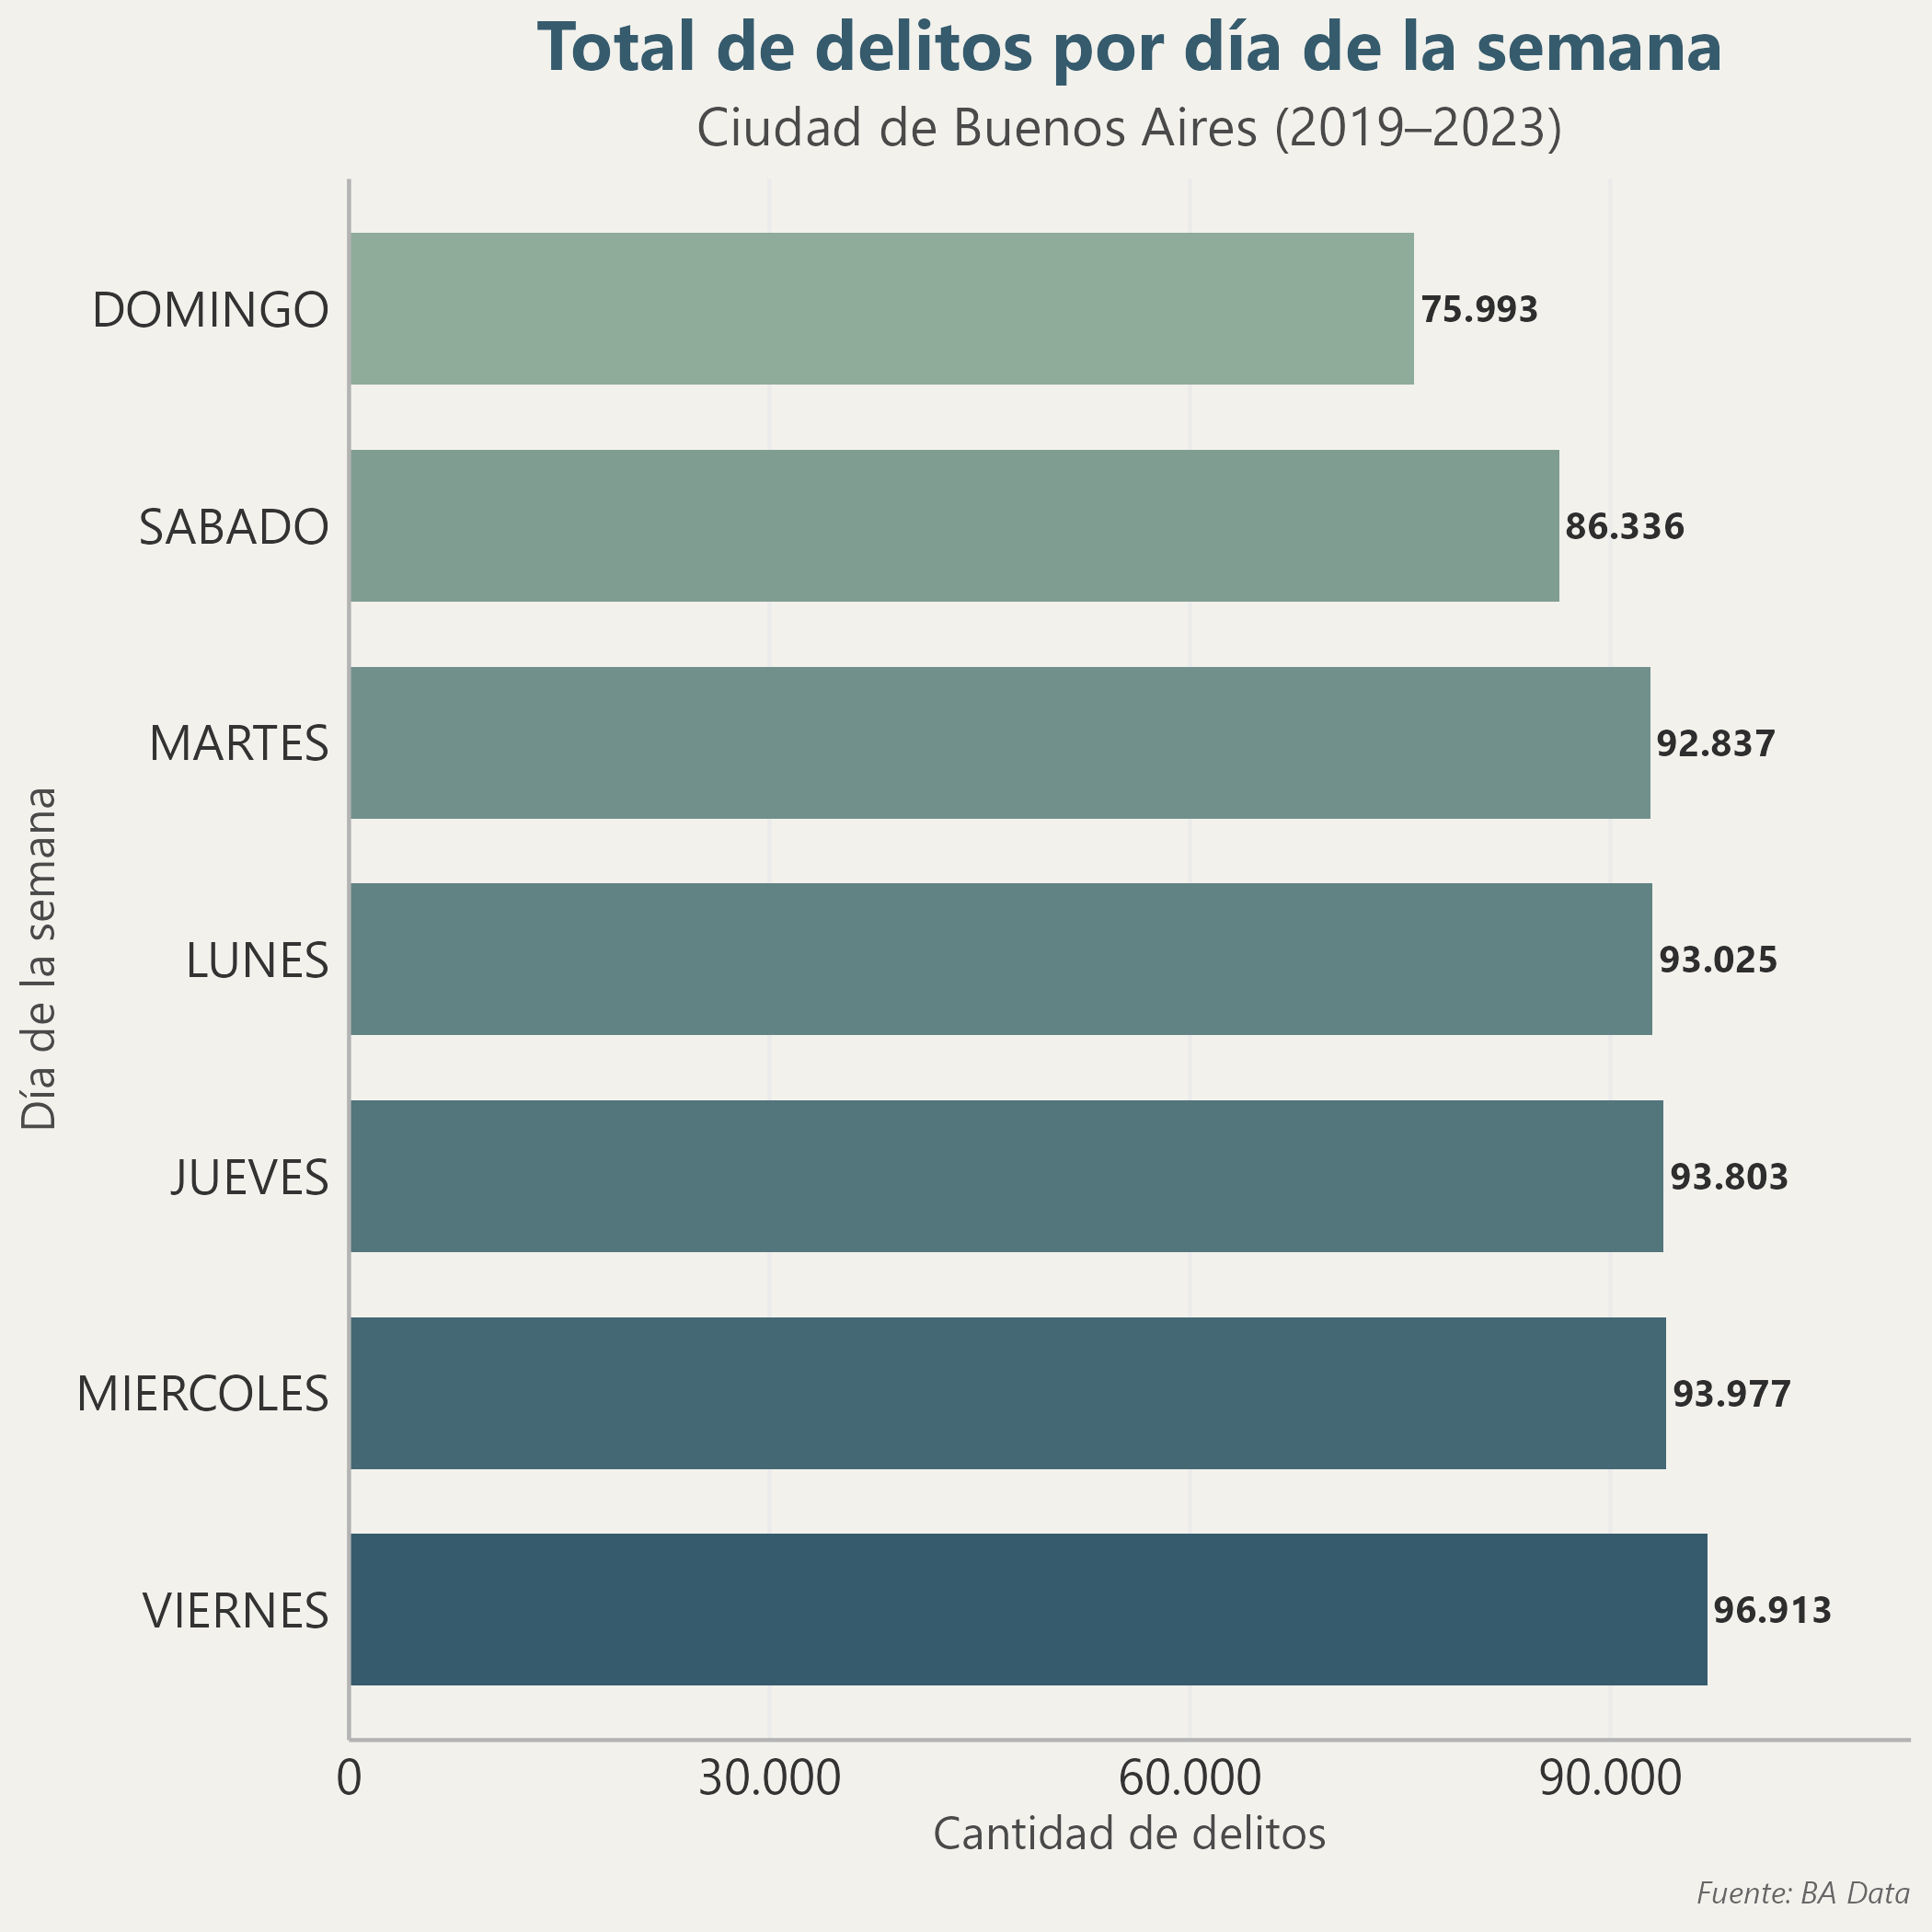 Total de delitos por día de la semana
Ciudad de Buenos Aires (2019–2023)
Día de la semana
DOMINGO 75.993
SABADO 86.336
MARTES 92.837
LUNES 93.025
JUEVES 93.803
MIERCOLES 93.977
VIERNES 96.913
0 30.000 60.000 90.000
Cantidad de delitos
Fuente: BA Data